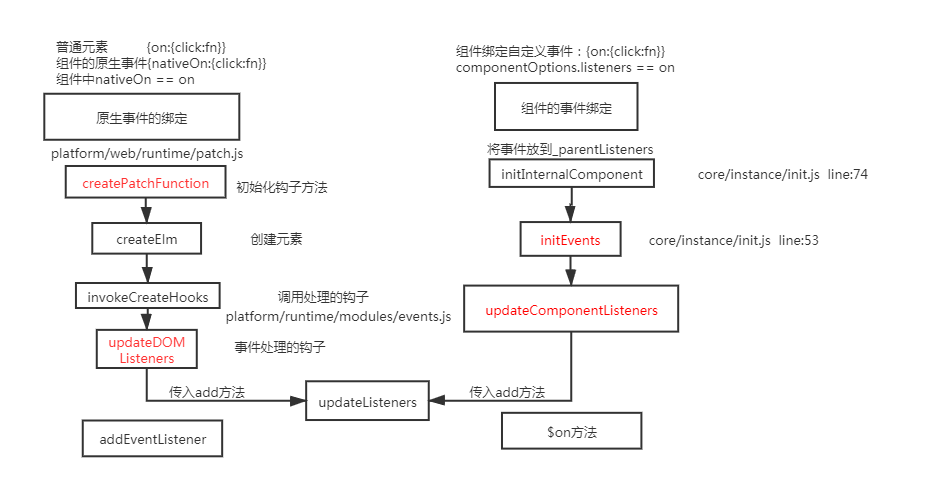 普通元素 {on:{click:fn}}
组件的原生事件{nativeOn:{click:fn}}
组件中nativeOn == on
原生事件的绑定
platform/web/runtime/patch.js
createPatchFunction
初始化钩子方法
createElm
创建元素
invokeCreateHooks
调用处理的钩子
platform/runtime/modules/events.js
updateDOM
Listeners
事件处理的钩子
传入add方法
addEventListener
updateListeners
组件绑定自定义事件：{on:{click:fn}}
componentOptions.listeners == on
组件的事件绑定
将事件放到_parentListeners
initInternalComponent
core/instance/init.js line:74
initEvents
core/instance/init.js line:53
updateComponentListeners
传入add方法
$on方法